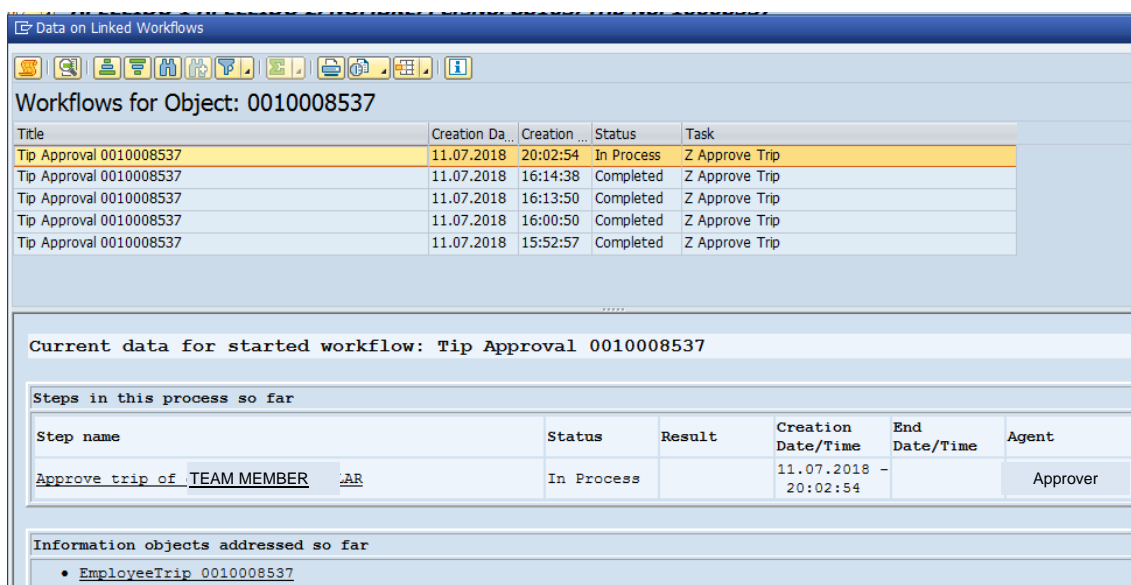 Data on Linked Workflows
Workflows for Object: 0010008537
Title Creation Da... Creation ... Status Task
Tip Approval 0010008537 11.07.2018 20:02:54 In Process Z Approve Trip
Tip Approval 0010008537 11.07.2018 16:14:38 Completed Z Approve Trip
Tip Approval 0010008537 11.07.2018 16:13:50 Completed Z Approve Trip
Tip Approval 0010008537 11.07.2018 16:00:50 Completed Z Approve Trip
Tip Approval 0010008537 11.07.2018 15:52:57 Completed Z Approve Trip
Current data for started workflow: Tip Approval 0010008537
Steps in this process so far
Step name Status Result Creation Date/Time End Date/Time Agent
Approve trip of TEAM MEMBER LAR In Process 11.07.2018 - 20:02:54 Approver
Information objects addressed so far
• EmployeeTrip 0010008537